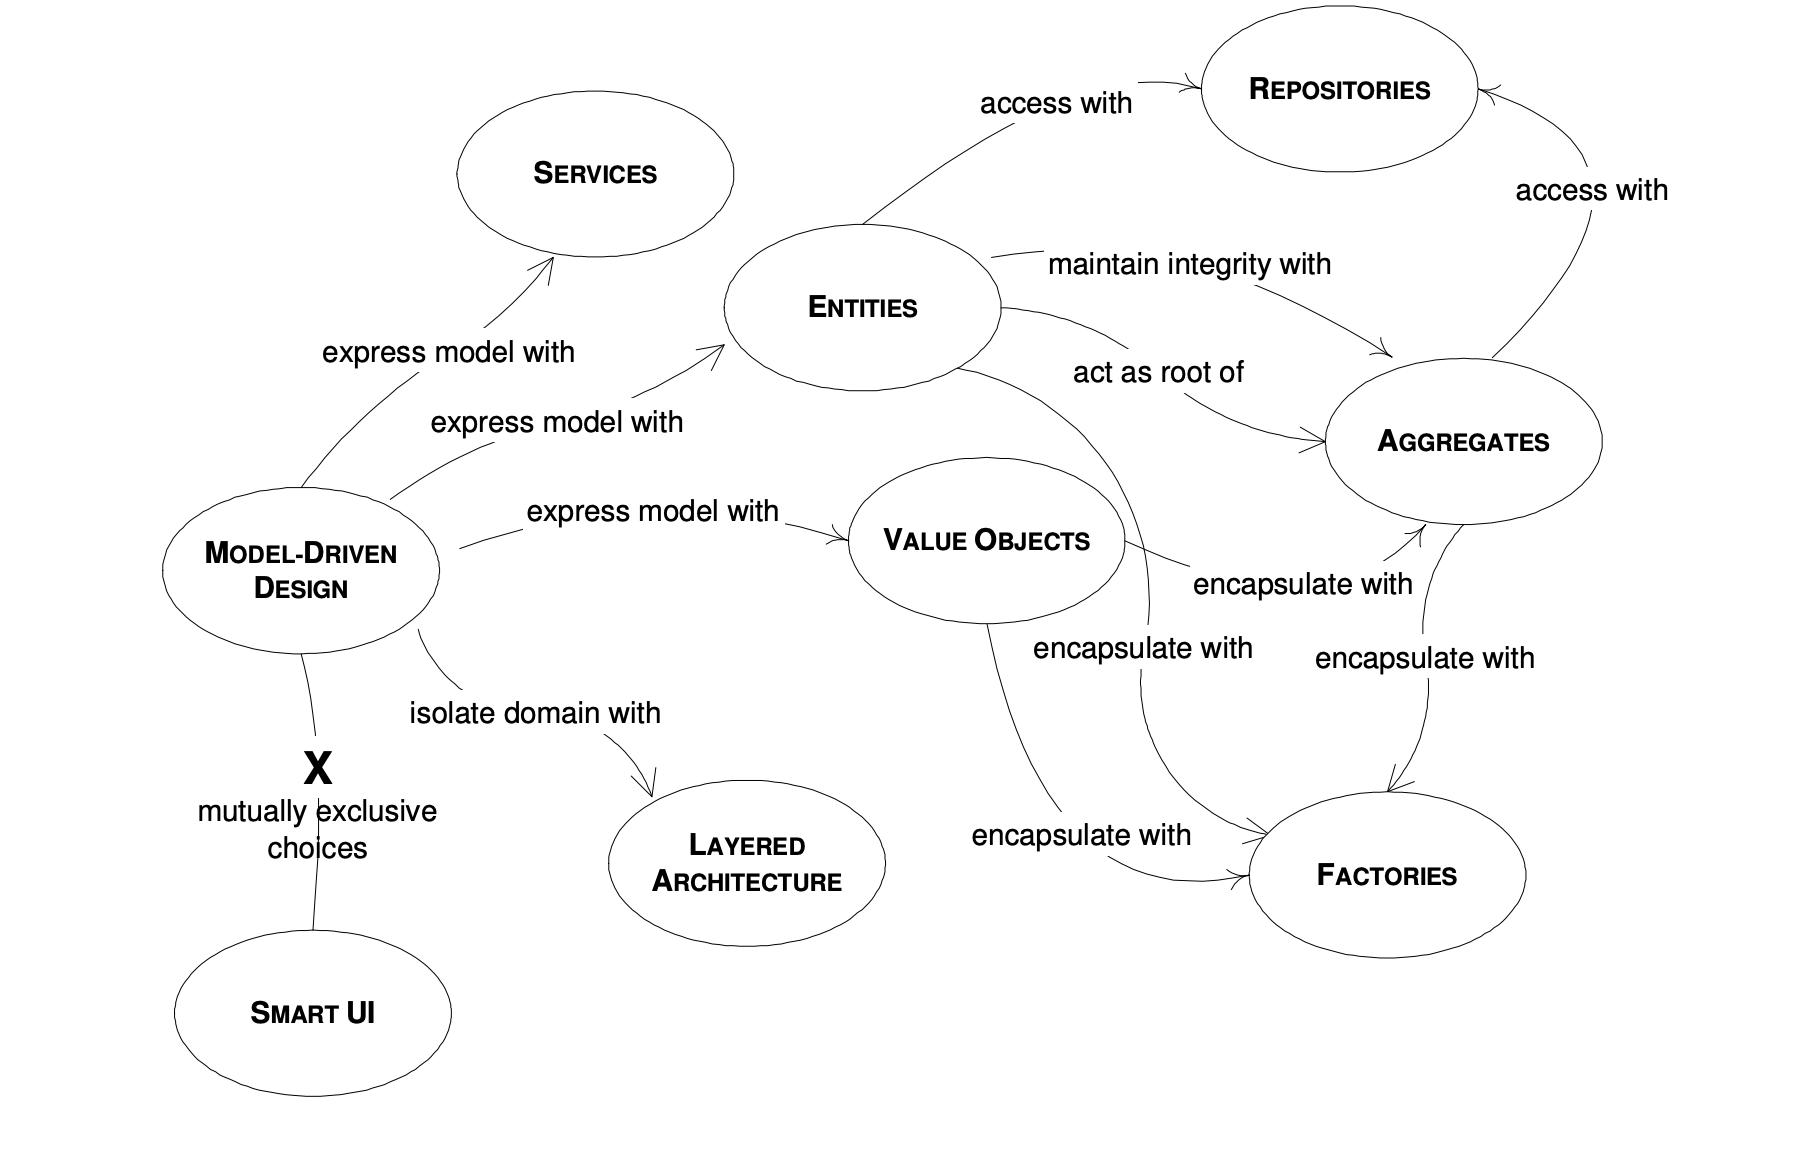 REPOSITORIES
access with
SERVICES
access with
maintain integrity with
ENTITIES
express model with
act as root of
express model with
AGGREGATES
express model with
VALUE OBJECTS
MODEL-DRIVEN
DESIGN
encapsulate with
encapsulate with
encapsulate with
isolate domain with
X
mutually exclusive
choices
encapsulate with
LAYERED
ARCHITECTURE
FACTORIES
SMART UI